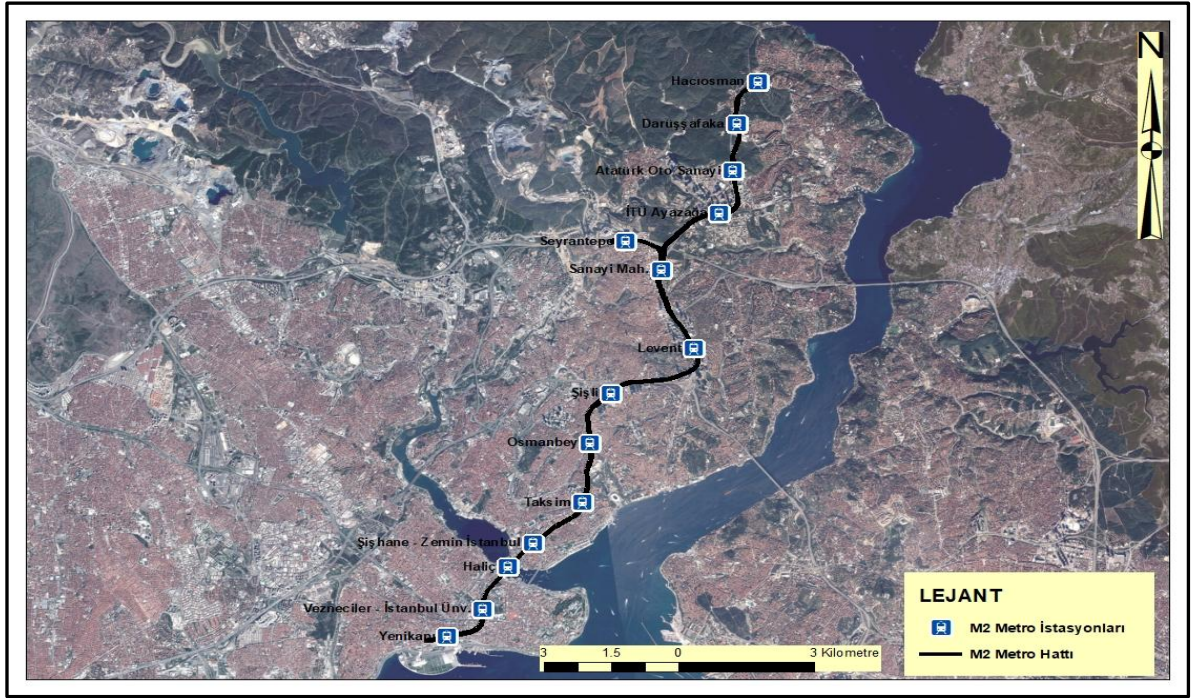 N
Hacıosman
Darüşşafaka
Atatürk Oto Sanayi
İTÜ Ayazağa
Seyrantepe
Sanayi Mah.
Levent
Şişli
Osmanbey
Taksim
Şişhane - Zemin İstanbul
Haliç
Vezneciler - İstanbul Ünv.
Yenikapı
3 1.5 0 3 Kilometre
LEJANT
M2 Metro İstasyonları
M2 Metro Hattı